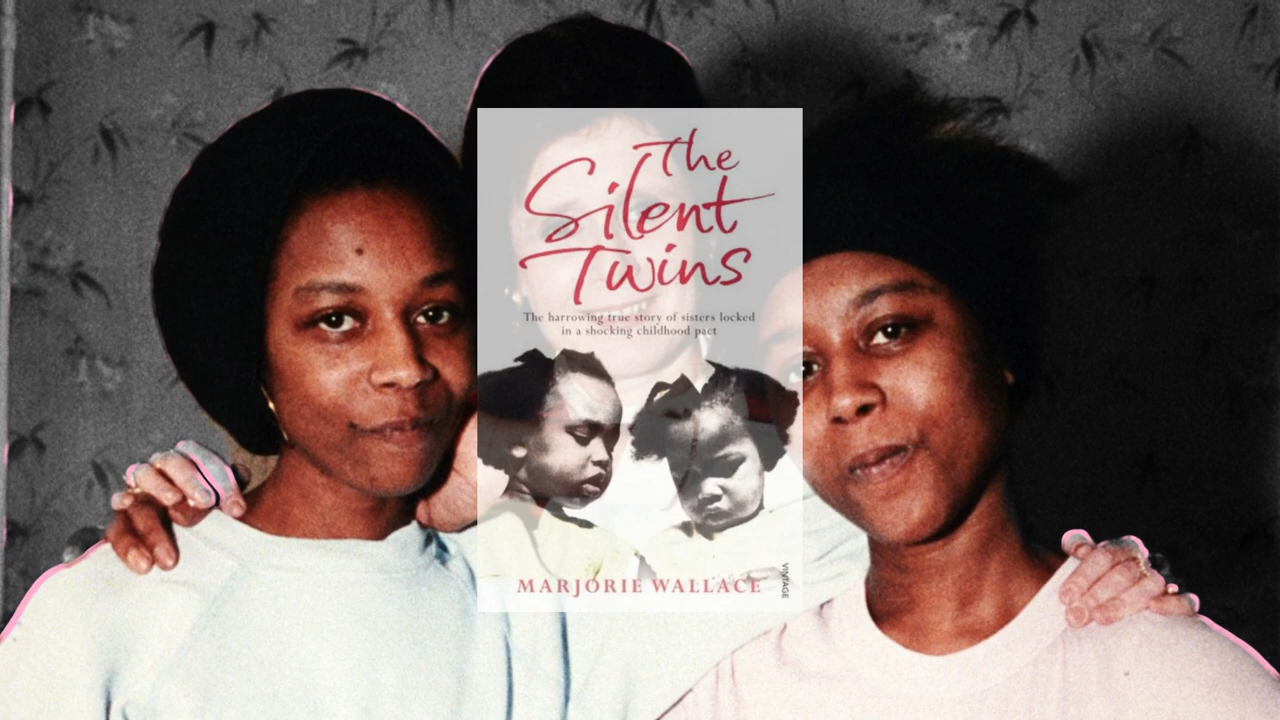 The
Silent
Twins
The harrowing true story of sisters locked
in a shocking childhood pact
MARJORIE WALLACE
VINTAGE